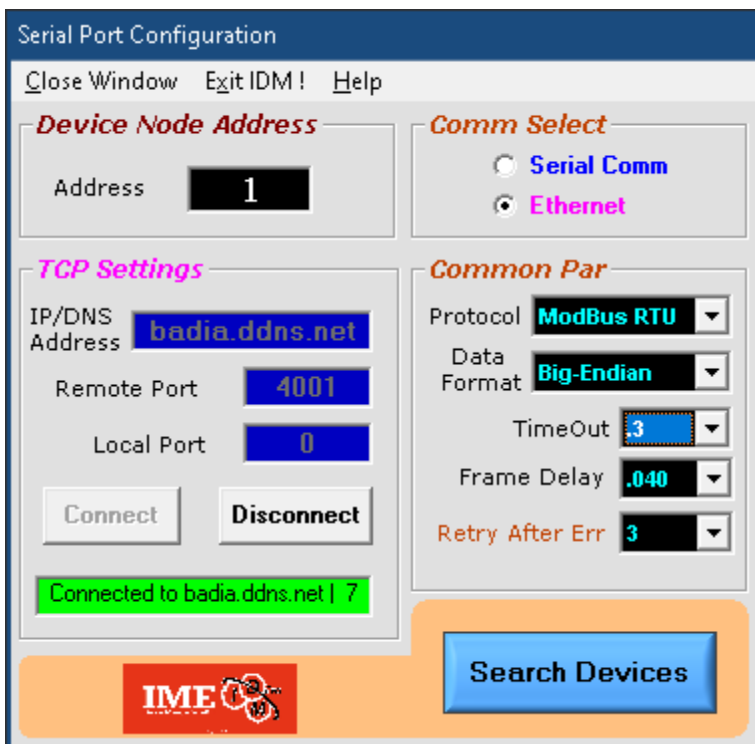 Serial Port Configuration
Close Window Exit IDM ! Help
Device Node Address
Address 1
Comm Select
Serial Comm
Ethernet
TCP Settings
IP/DNS
Address badia.ddns.net
Remote Port 4001
Local Port 0
Connect Disconnect
Connected to badia.ddns.net | 7
Common Par
Protocol ModBus RTU
Data
Format Big-Endian
TimeOut .3
Frame Delay .040
Retry After Err 3
IME
Search Devices